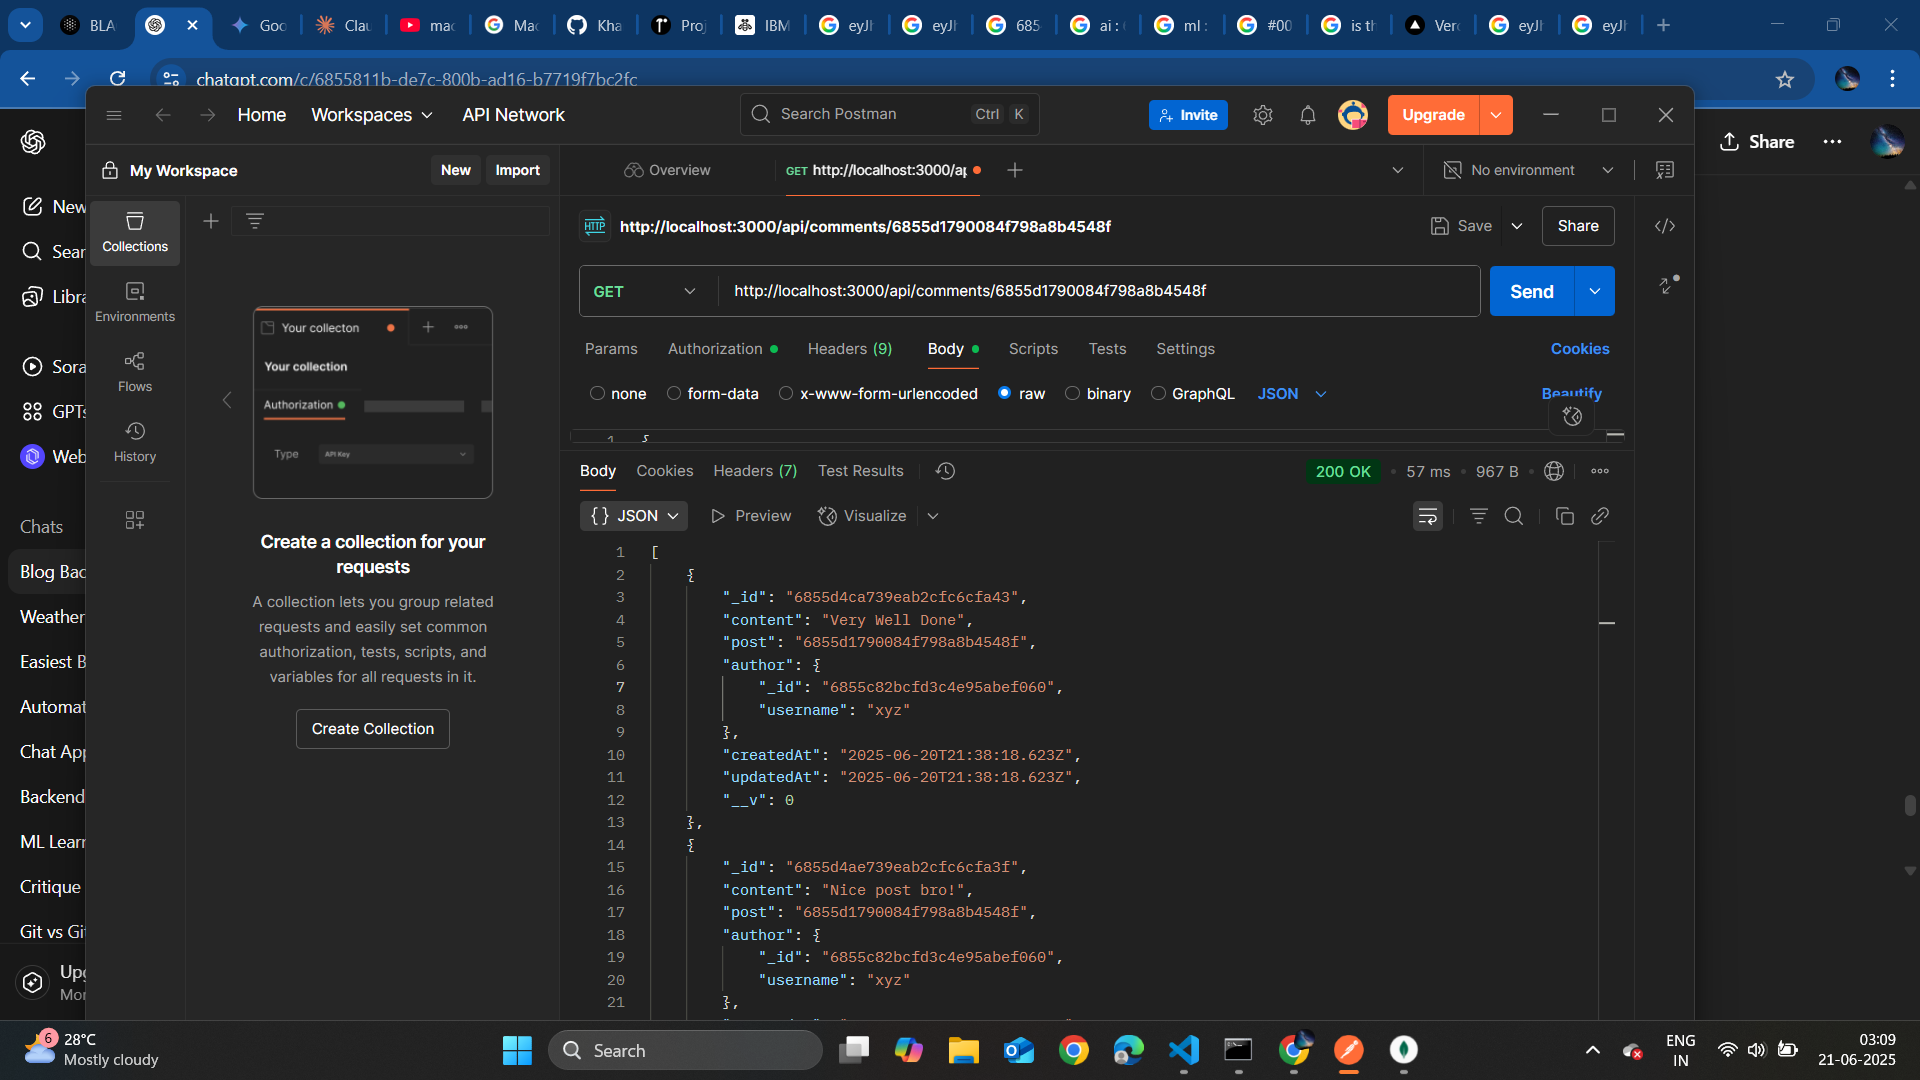 BLA
Goo
Clau
mac
Mac
Kha
Proj
IBM
eyJh
eyJh
685
ai :
ml :
#00
is th
Verc
eyJh
eyJh
chatgpt.com/c/6855811b-de7c-800b-ad16-b7719f7bc2fc
Home
Workspaces
API Network
Search Postman
Ctrl K
Invite
Upgrade
Share
My Workspace
New
Import
Overview
GET http://localhost:3000/ap
No environment
New
Sear
Libra
Sora
GPTs
Web
Chats
Blog Bac
Weather
Easiest B
Automat
Chat App
Backend
ML Learn
Critique
Git vs Git
Upg
Mor
Collections
Environments
Flows
History
Your collecton
Your collection
Authorization
Type
API Key
Create a collection for your
requests
A collection lets you group related
requests and easily set common
authorization, tests, scripts, and
variables for all requests in it.
Create Collection
HTTP
http://localhost:3000/api/comments/6855d1790084f798a8b4548f
Save
Share
GET
http://localhost:3000/api/comments/6855d1790084f798a8b4548f
Send
Params
Authorization
Headers (9)
Body
Scripts
Tests
Settings
Cookies
none
form-data
x-www-form-urlencoded
raw
binary
GraphQL
JSON
Beautify
1 {
Body
Cookies
Headers (7)
Test Results
200 OK
57 ms
967 B
{} JSON
Preview
Visualize
1 [
2 {
3 "_id": "6855d4ca739eab2cfc6cfa43",
4 "content": "Very Well Done",
5 "post": "6855d1790084f798a8b4548f",
6 "author": {
7 "_id": "6855c82bcfd3c4e95abef060",
8 "username": "xyz"
9 },
10 "createdAt": "2025-06-20T21:38:18.623Z",
11 "updatedAt": "2025-06-20T21:38:18.623Z",
12 "__v": 0
13 },
14 {
15 "_id": "6855d4ae739eab2cfc6cfa3f",
16 "content": "Nice post bro!",
17 "post": "6855d1790084f798a8b4548f",
18 "author": {
19 "_id": "6855c82bcfd3c4e95abef060",
20 "username": "xyz"
21 },
6
28°C
Mostly cloudy
Search
ENG
IN
03:09
21-06-2025